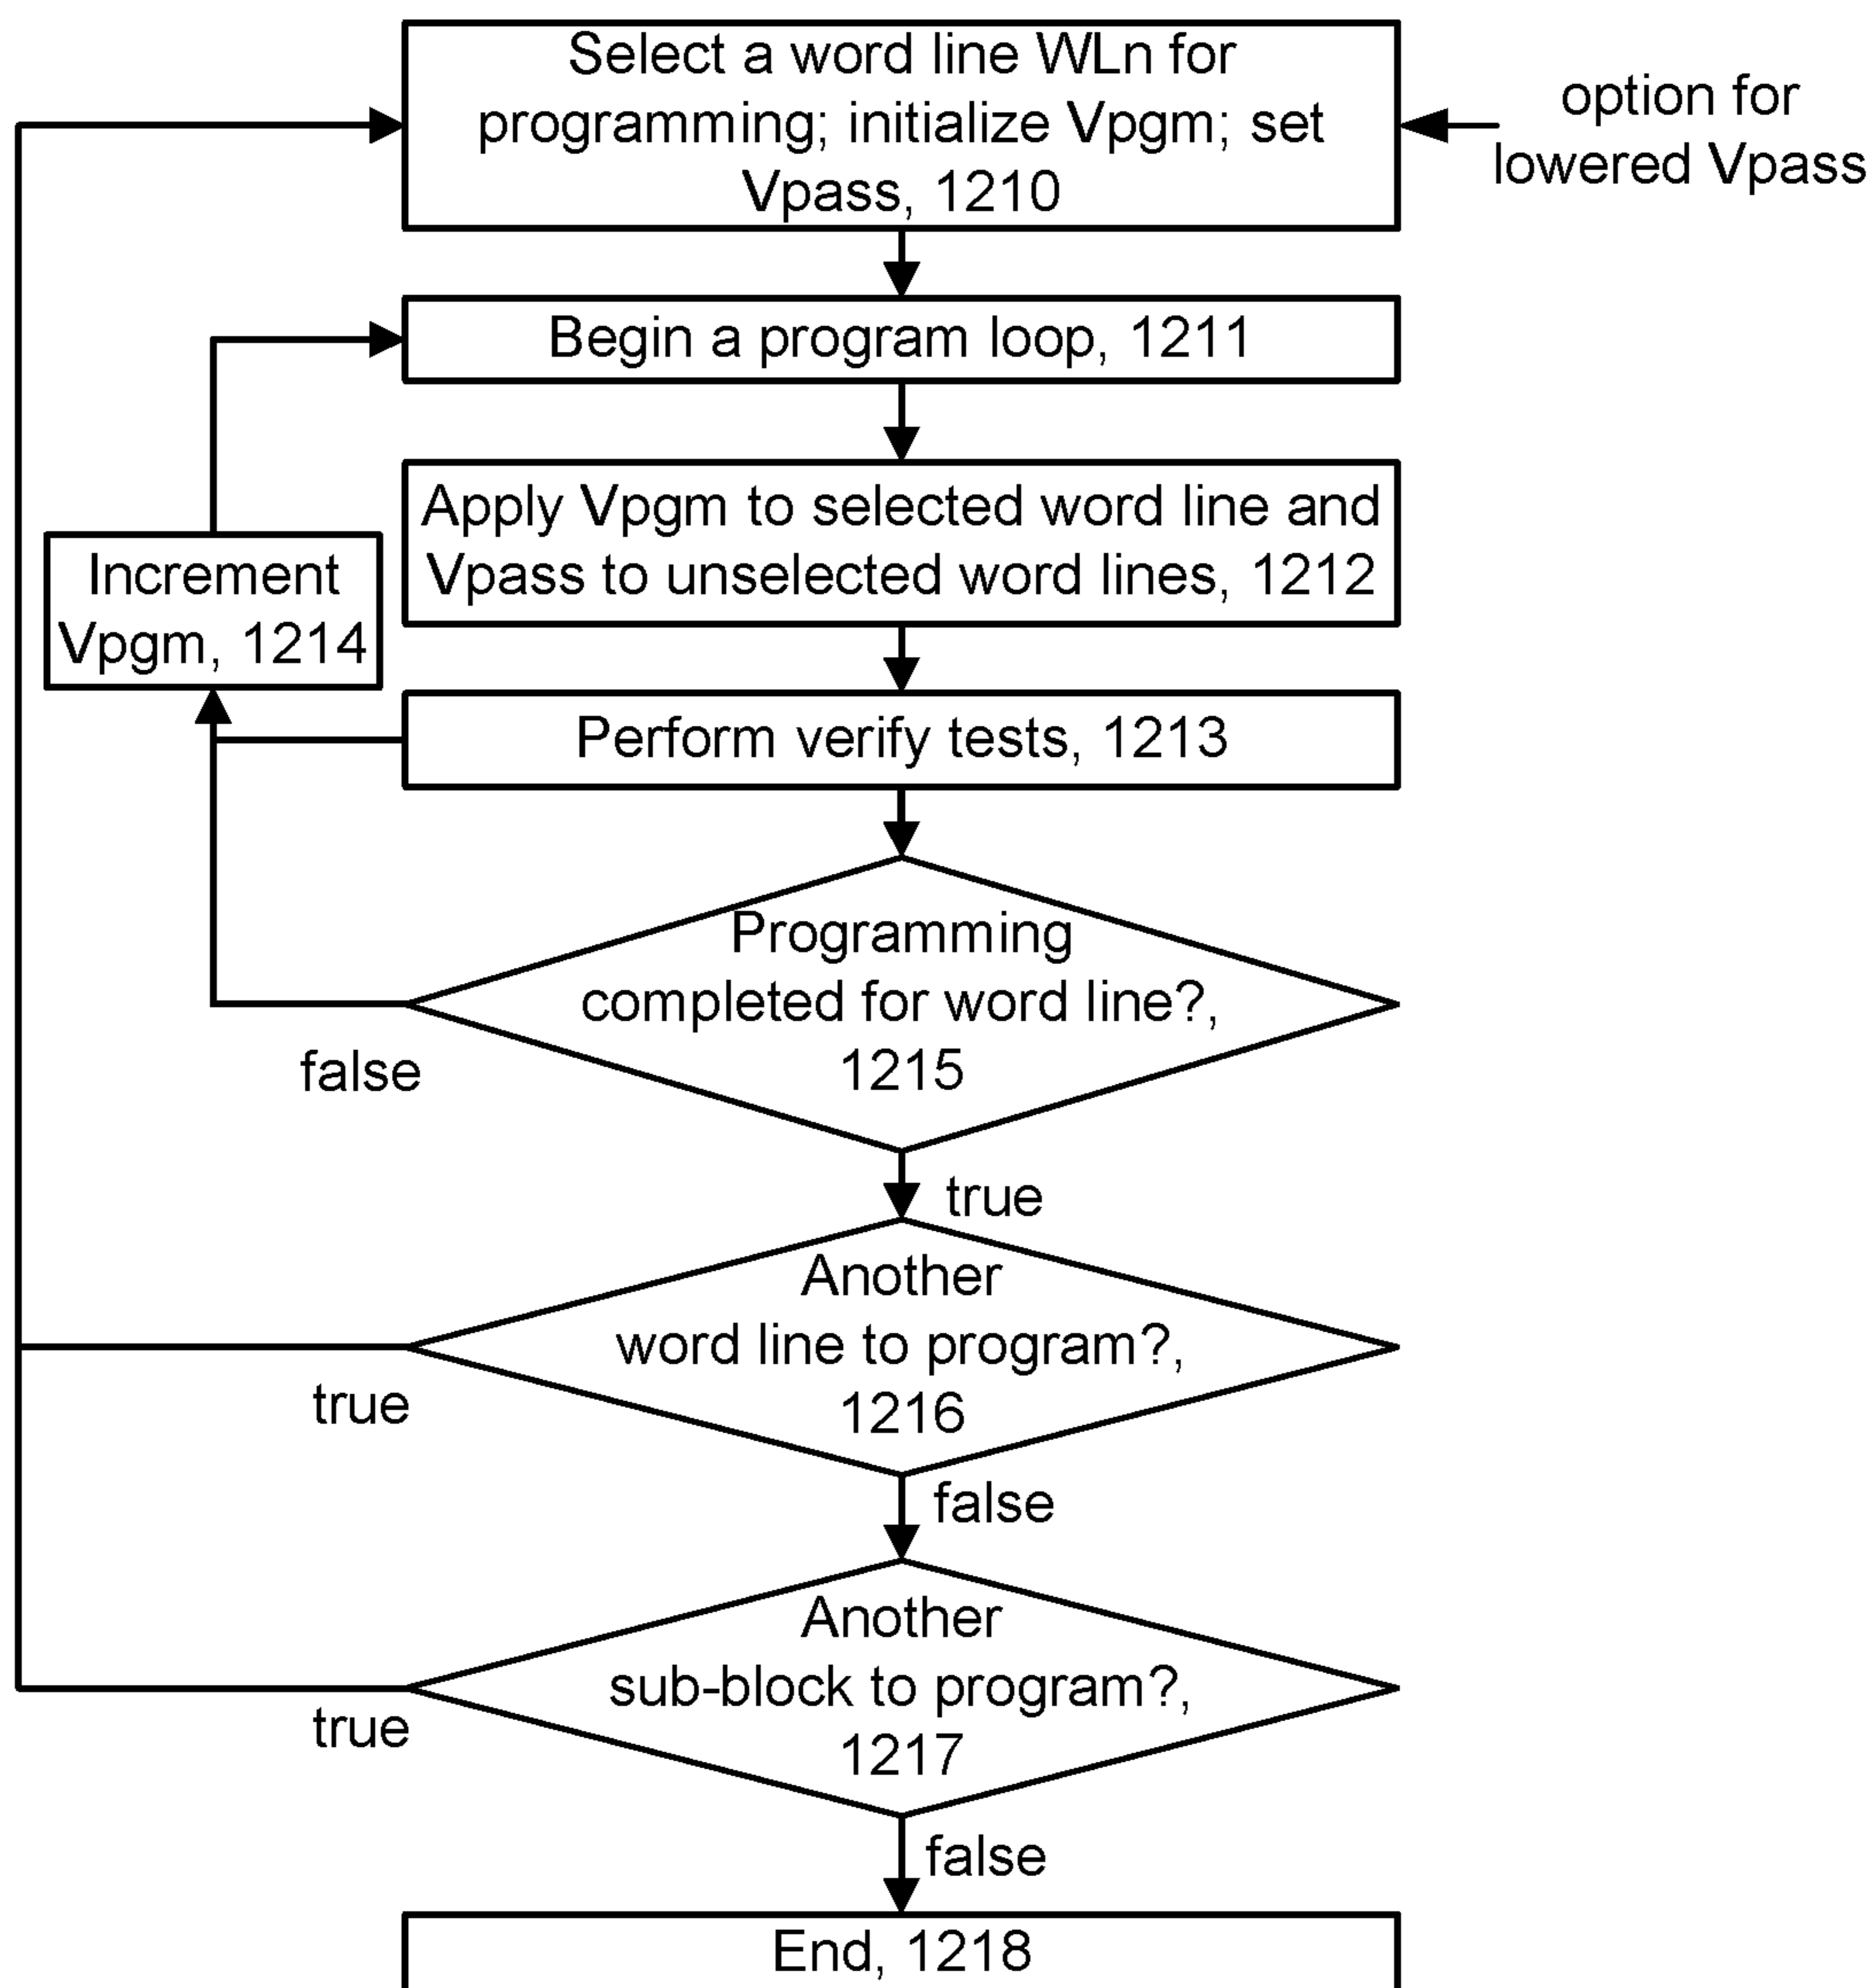 Select a word line WLn for
programming; initialize Vpgm; set
Vpass, 1210
option for
lowered Vpass
Begin a program loop, 1211
Apply Vpgm to selected word line and
Vpass to unselected word lines, 1212
Increment
Vpgm, 1214
Perform verify tests, 1213
Programming
completed for word line?,
1215
false
true
Another
word line to program?,
1216
true
false
Another
sub-block to program?,
1217
true
false
End, 1218